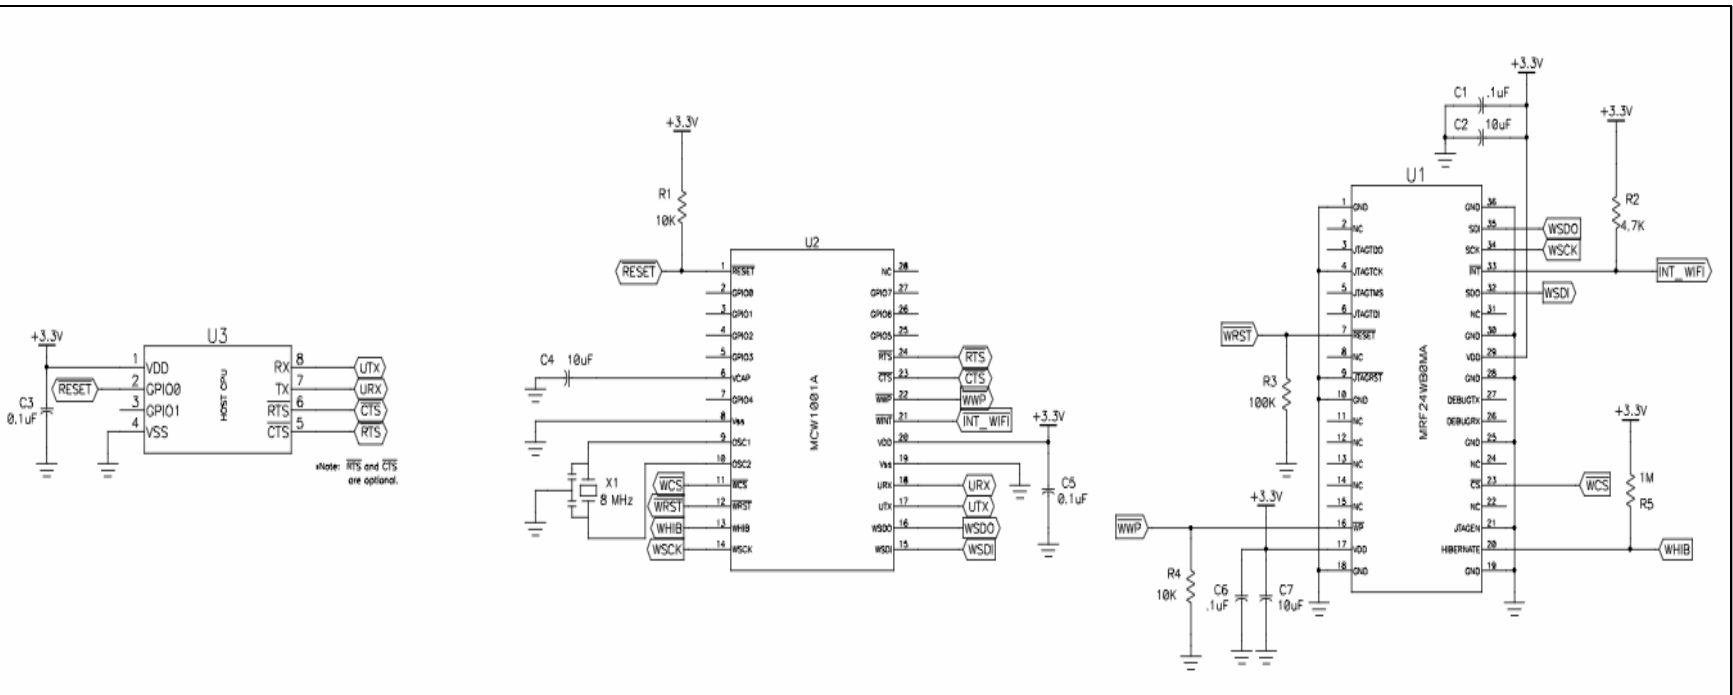 U3
+3.3V
C3
0.1uF
1 VDD
2 GPIO0
3 GPIO1
4 VSS
HOST CPU
RX 8
TX 7
RTS 6
CTS 5
RESET
UTX
URX
CTS
RTS
*Note: RTS and CTS
are optional.
+3.3V
R1
10K
RESET
U2
MCW1001A
1 RESET
2 GPIO0
3 GPIO1
4 GPIO2
5 GPIO3
6 VCAP
7 GPIO4
8 Vss
9 OSC1
10 OSC2
11 WCS
12 WRST
13 WHIB
14 WSCK
NC 28
GPIO7 27
GPIO6 26
GPIO5 25
RTS 24
CTS 23
WWP 22
WINT 21
VDD 20
Vss 19
URX 18
UTX 17
WSDO 16
WSDI 15
C4 10uF
X1
8 MHz
WCS
WRST
WHIB
WSCK
RTS
CTS
WWP
INT_WIFI
+3.3V
C5
0.1uF
URX
UTX
WSDO
WSDI
+3.3V
C1 .1uF
C2 10uF
+3.3V
R2
4.7K
U1
MRF24WB0MA
1 GND
2 NC
3 JTAGTDO
4 JTAGTCK
5 JTAGTMS
6 JTAGTDI
7 RESET
8 NC
9 JTAGRST
10 GND
11 NC
12 NC
13 NC
14 NC
15 NC
16 WP
17 VDD
18 GND
GND 36
SDI 35
SCK 34
INT 33
SDO 32
NC 31
GND 30
VDD 29
GND 28
DEBUGTX 27
DEBUGRX 26
GND 25
NC 24
CS 23
NC 22
JTAGEN 21
HIBERNATE 20
GND 19
WSDO
WSCK
INT_WIFI
WSDI
WRST
R3
100K
WWP
R4
10K
+3.3V
C6
.1uF
C7
10uF
WCS
+3.3V
1M
R5
WHIB